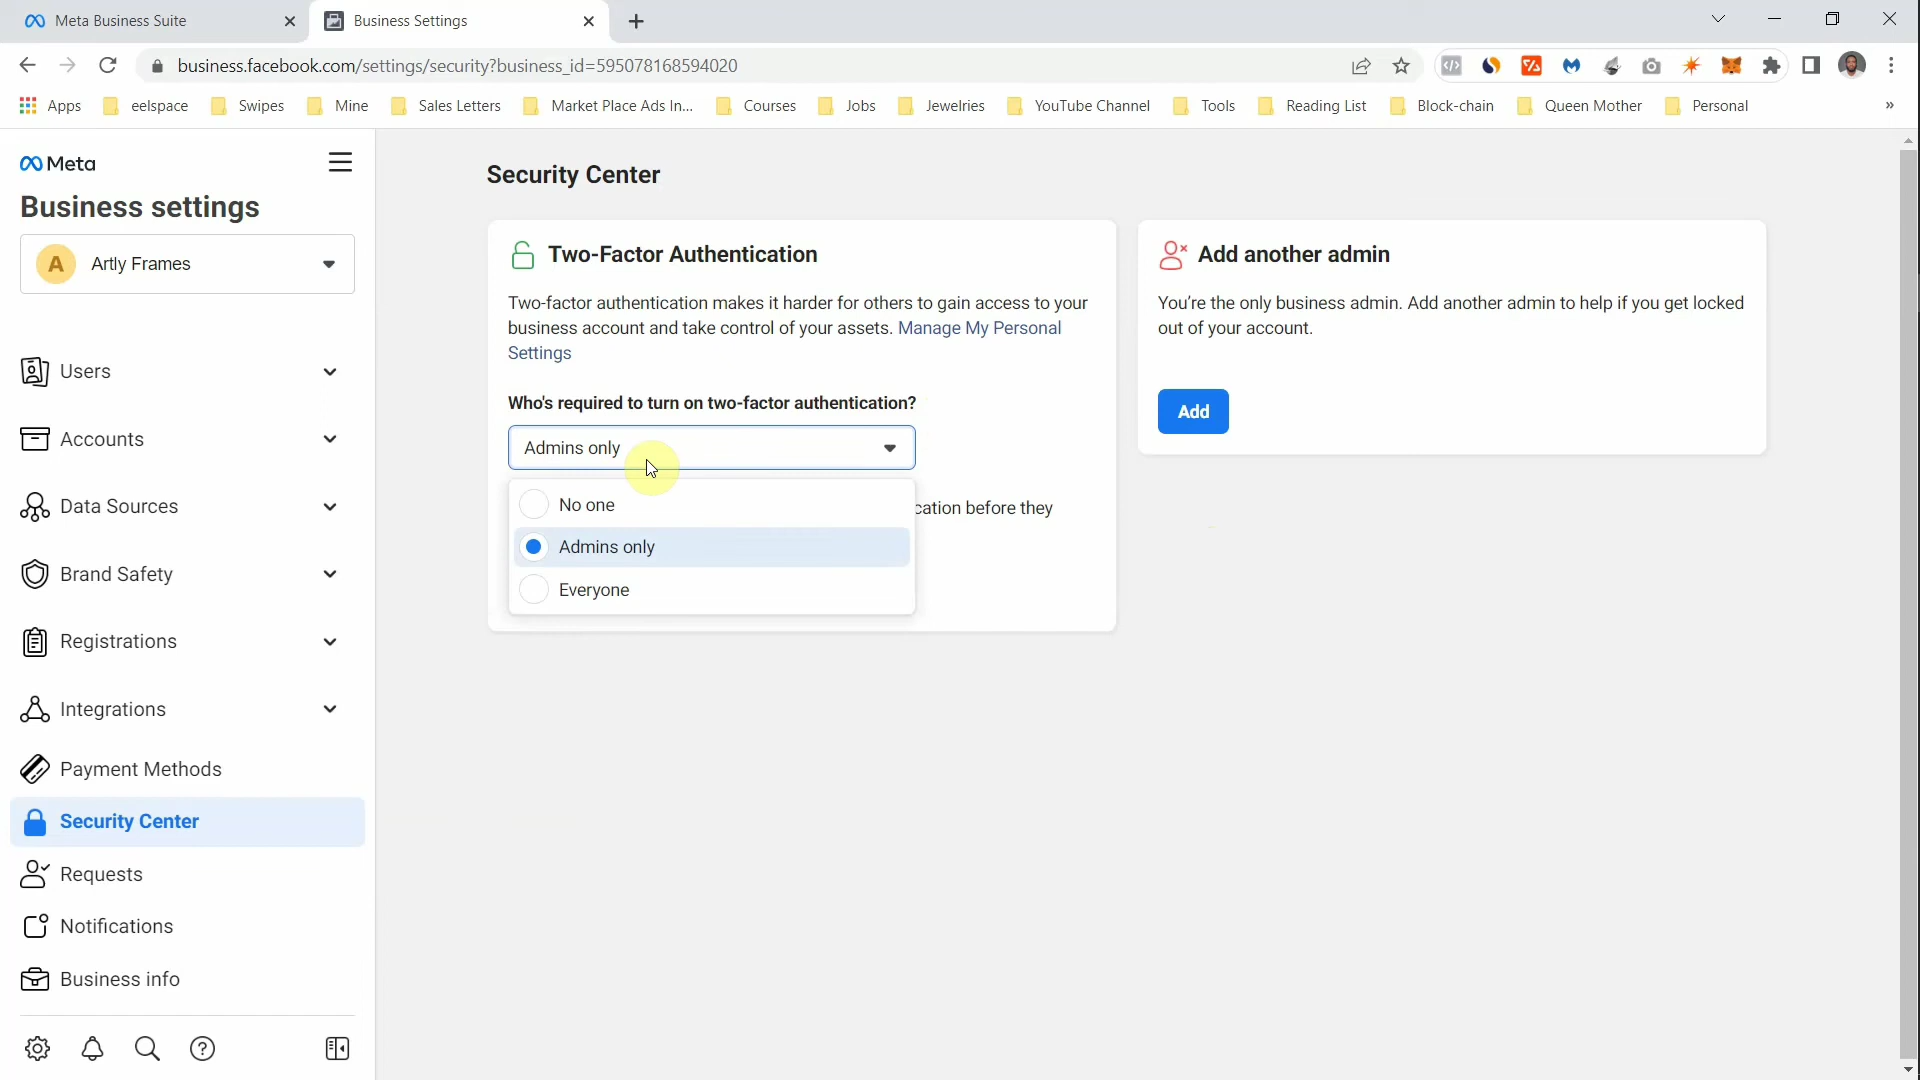 Meta Business Suite
Business Settings
business.facebook.com/settings/security?business_id=595078168594020
Apps
eelspace
Swipes
Mine
Sales Letters
Market Place Ads In...
Courses
Jobs
Jewelries
YouTube Channel
Tools
Reading List
Block-chain
Queen Mother
Personal
»
Meta
Business settings
A
Artly Frames
Users
Accounts
Data Sources
Brand Safety
Registrations
Integrations
Payment Methods
Security Center
Requests
Notifications
Business info
Security Center
Two-Factor Authentication
Two-factor authentication makes it harder for others to gain access to your
business account and take control of your assets. Manage My Personal
Settings
Who's required to turn on two-factor authentication?
Admins only
No one
cation before they
Admins only
Everyone
Add another admin
You're the only business admin. Add another admin to help if you get locked
out of your account.
Add